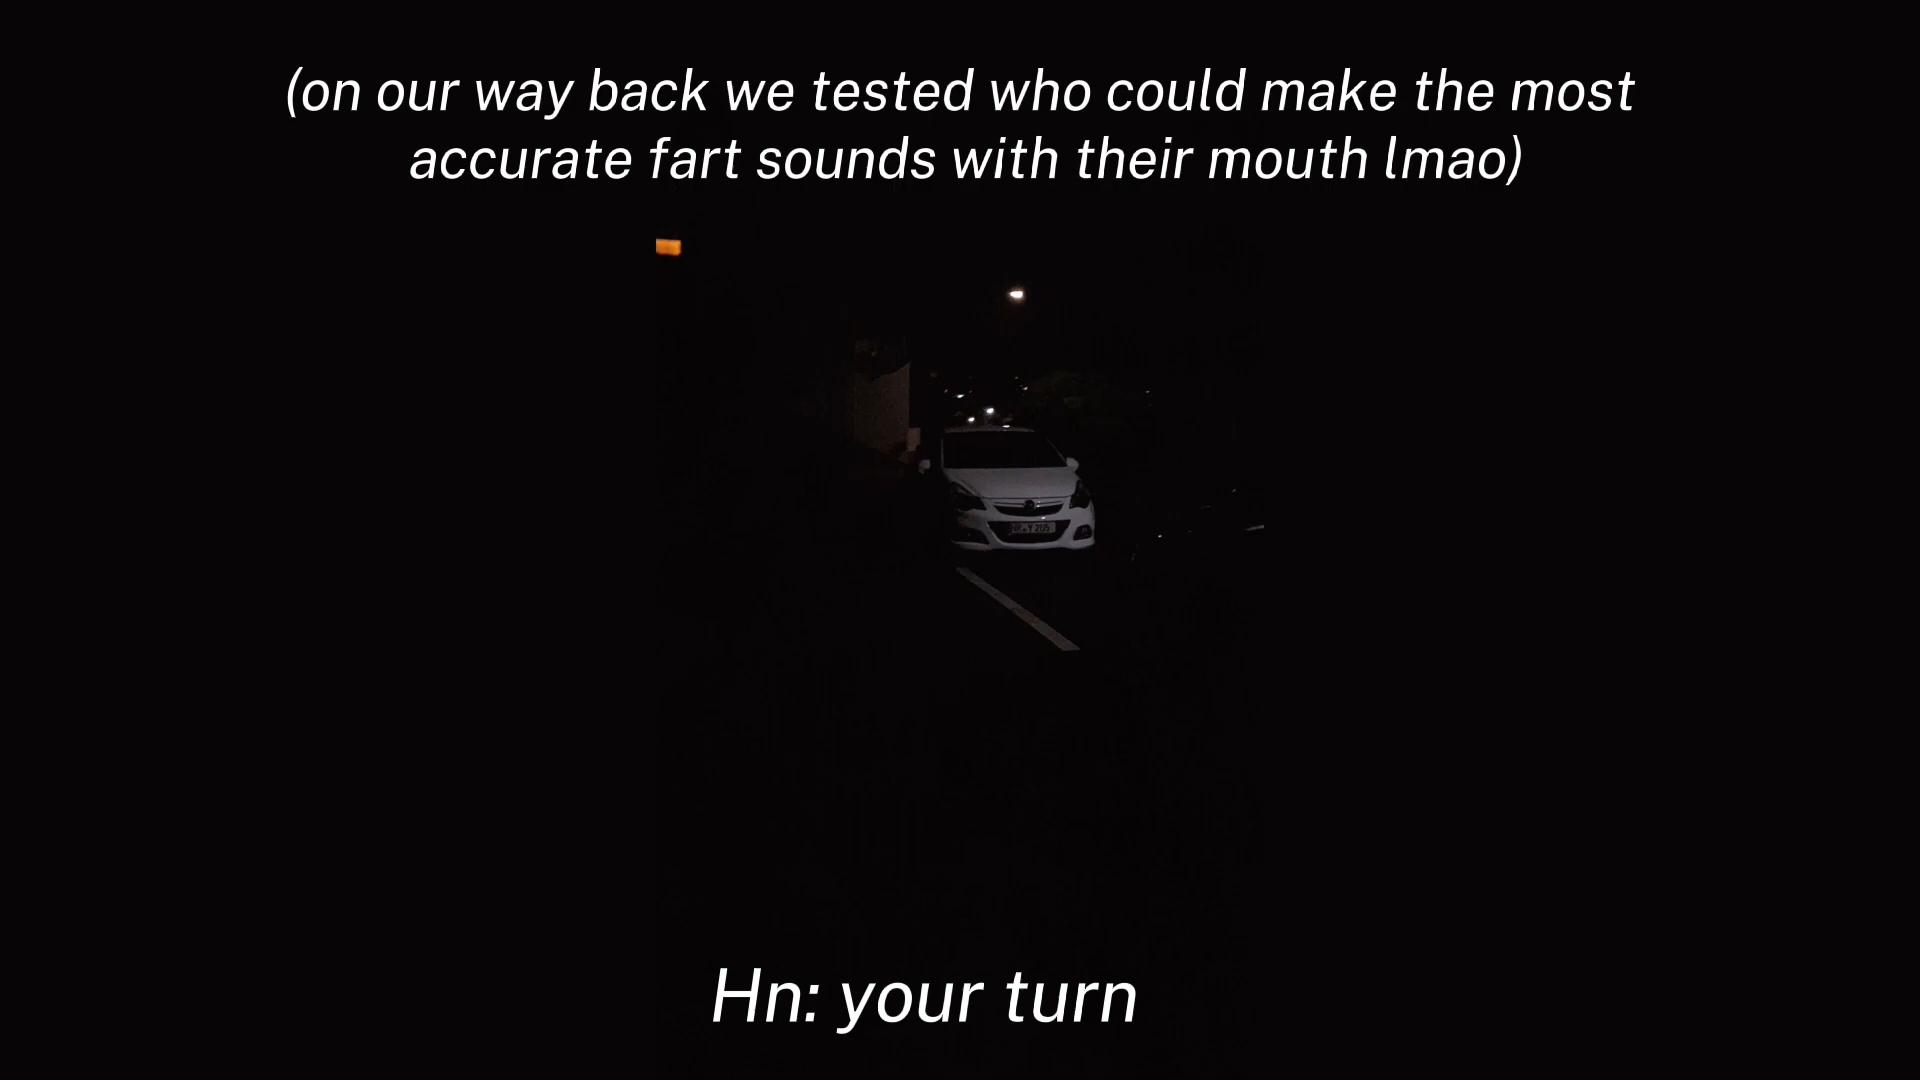 (on our way back we tested who could make the most
accurate fart sounds with their mouth lmao)
Hn: your turn